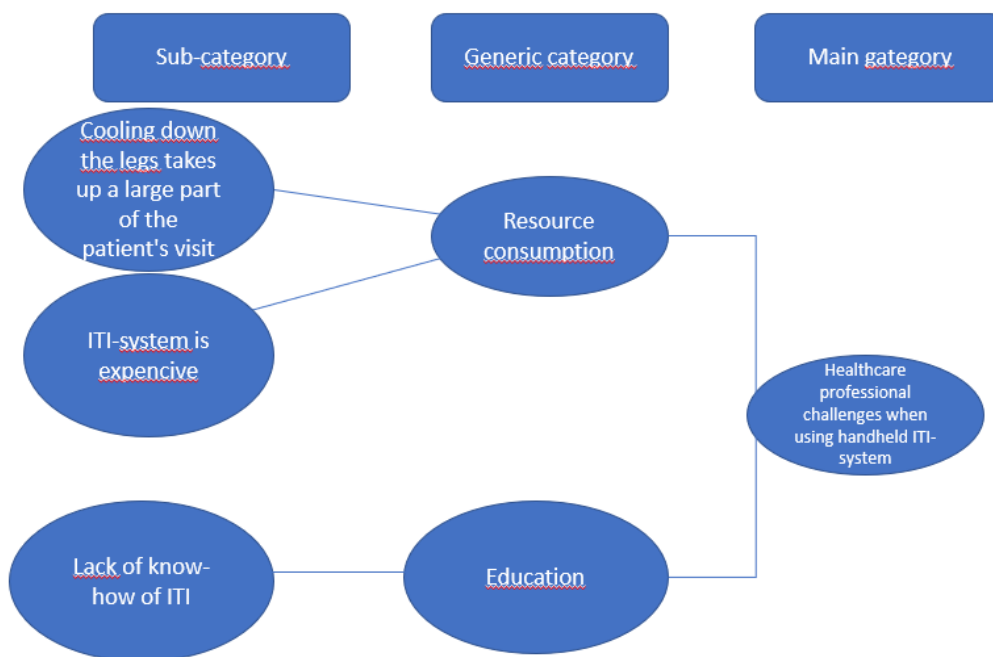 Sub-category
Generic category
Main gategory
Cooling down
the legs takes
up a large part
of the
patient's visit
Resource
consumption
ITI-system is
expencive
Healthcare
professional
challenges when
using handheld ITI-
system
Lack of know-
how of ITI
Education